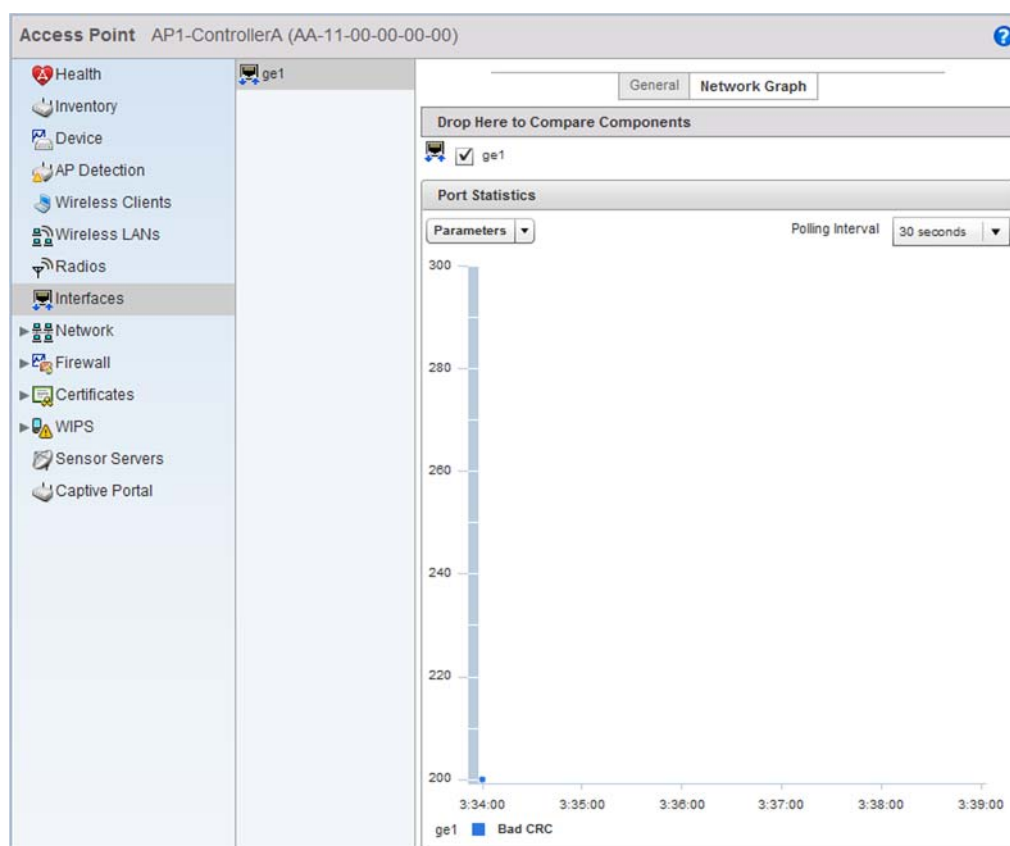 Access Point AP1-ControllerA (AA-11-00-00-00-00)
?
Health
Inventory
Device
AP Detection
Wireless Clients
Wireless LANs
Radios
Interfaces
Network
Firewall
Certificates
WIPS
Sensor Servers
Captive Portal
ge1
General Network Graph
Drop Here to Compare Components
ge1
Port Statistics
Parameters Polling Interval 30 seconds
300
280
260
240
220
200
3:34:00 3:35:00 3:36:00 3:37:00 3:38:00 3:39:00
ge1 Bad CRC